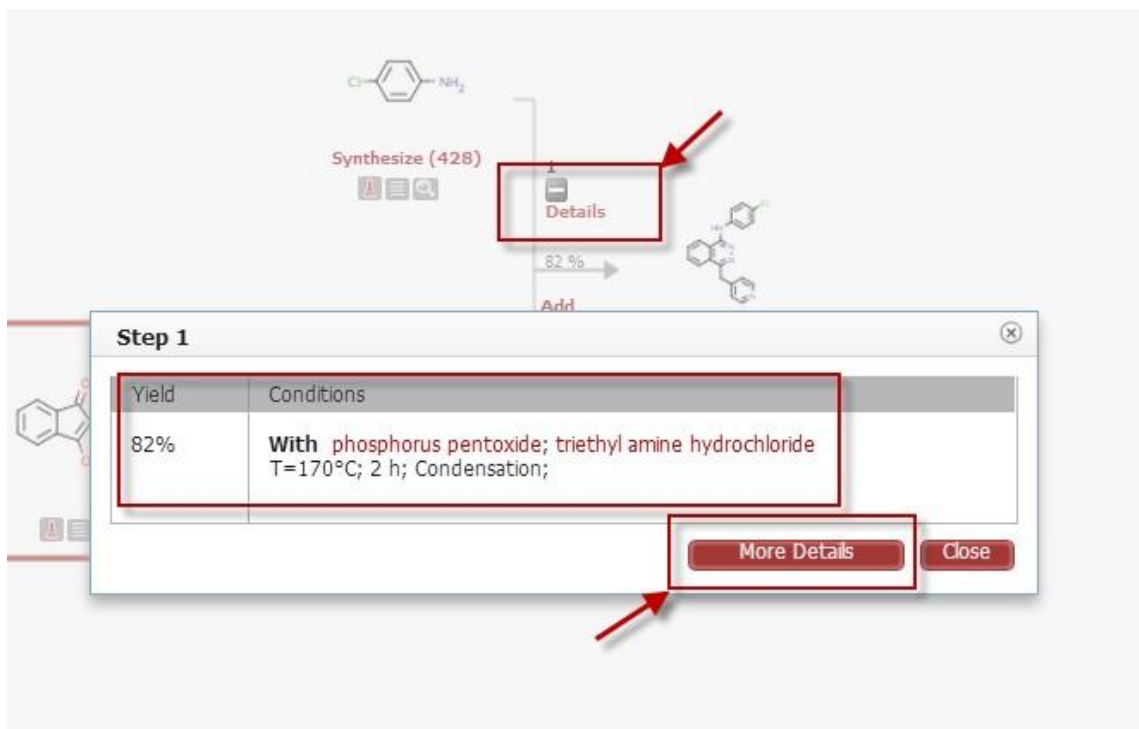 Cl
NH2
Synthesize (428)
1
Details
82 %
Add
Step 1
Yield
Conditions
82%
With phosphorus pentoxide; triethyl amine hydrochloride
T=170°C; 2 h; Condensation;
More Details
Close